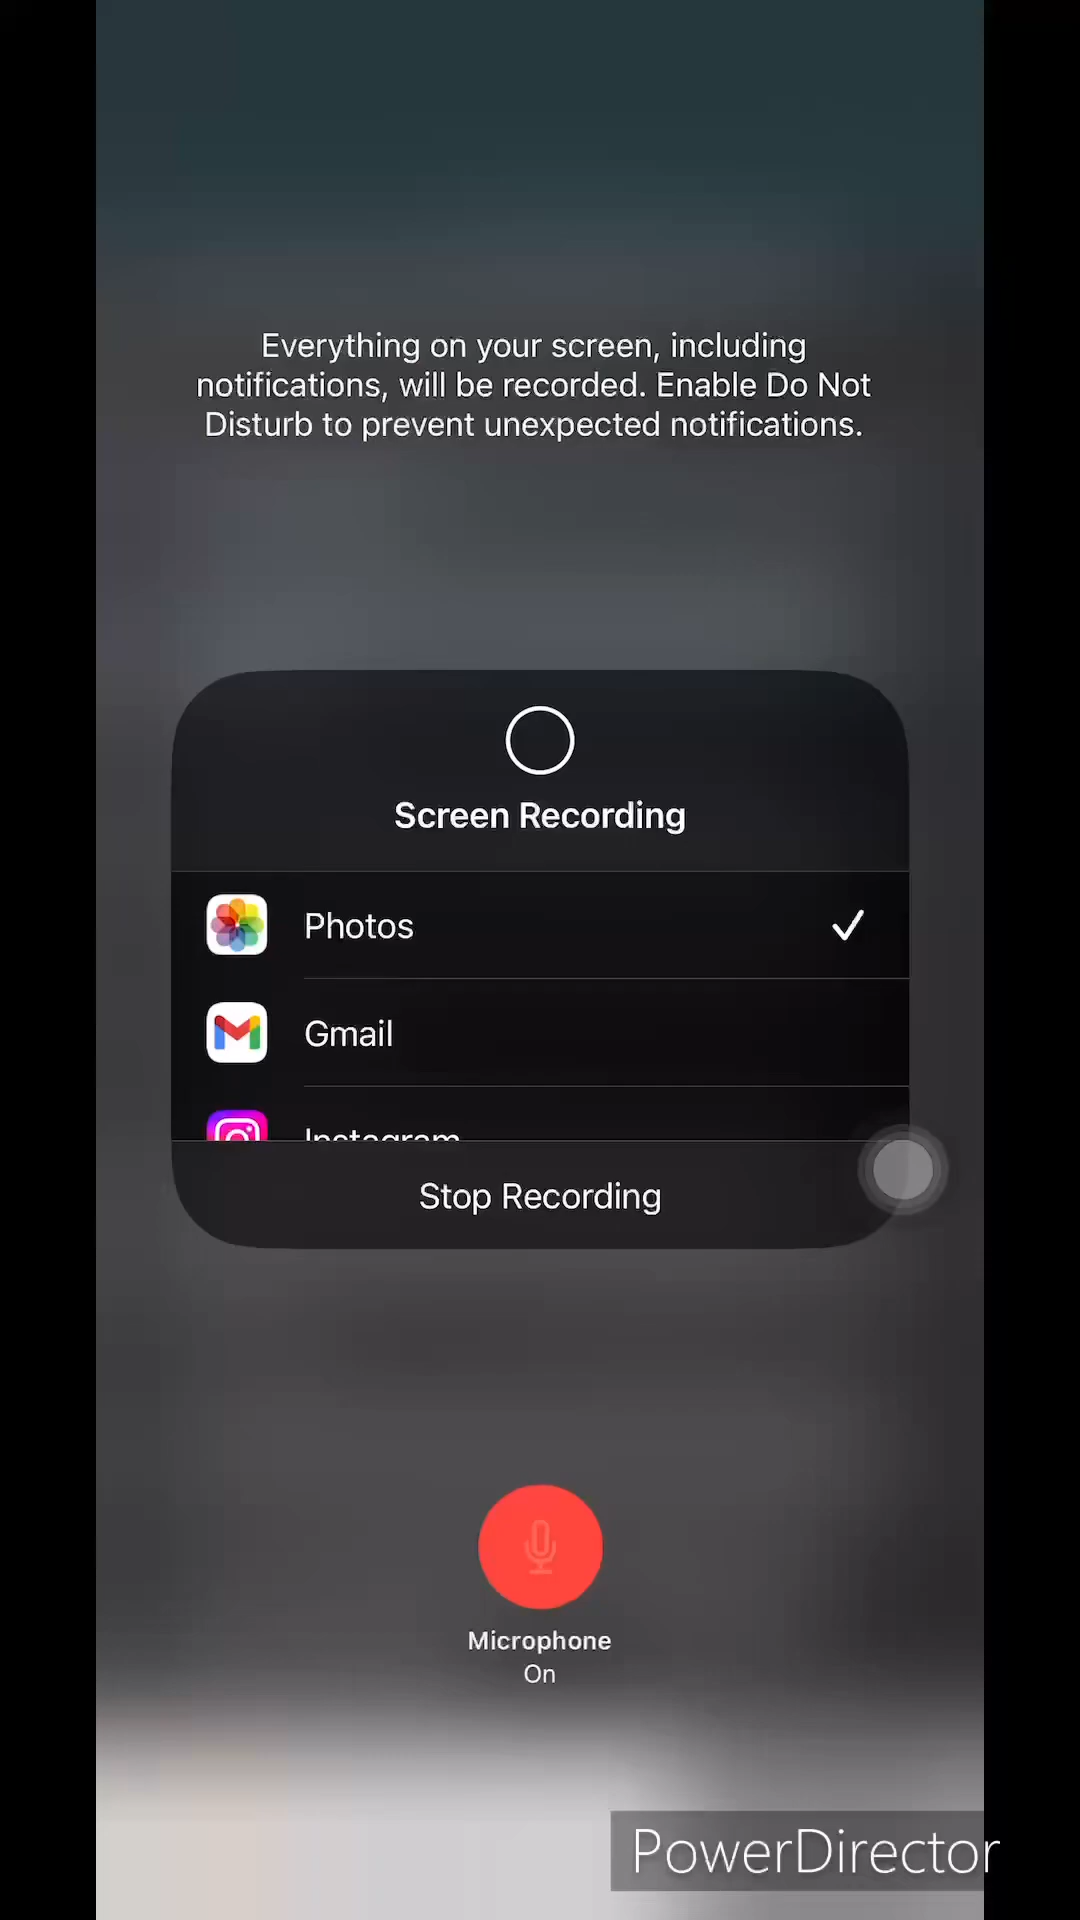 Everything on your screen, including
notifications, will be recorded. Enable Do Not
Disturb to prevent unexpected notifications.
Screen Recording
Photos
Gmail
Instagram
Stop Recording
Microphone
On
PowerDirector